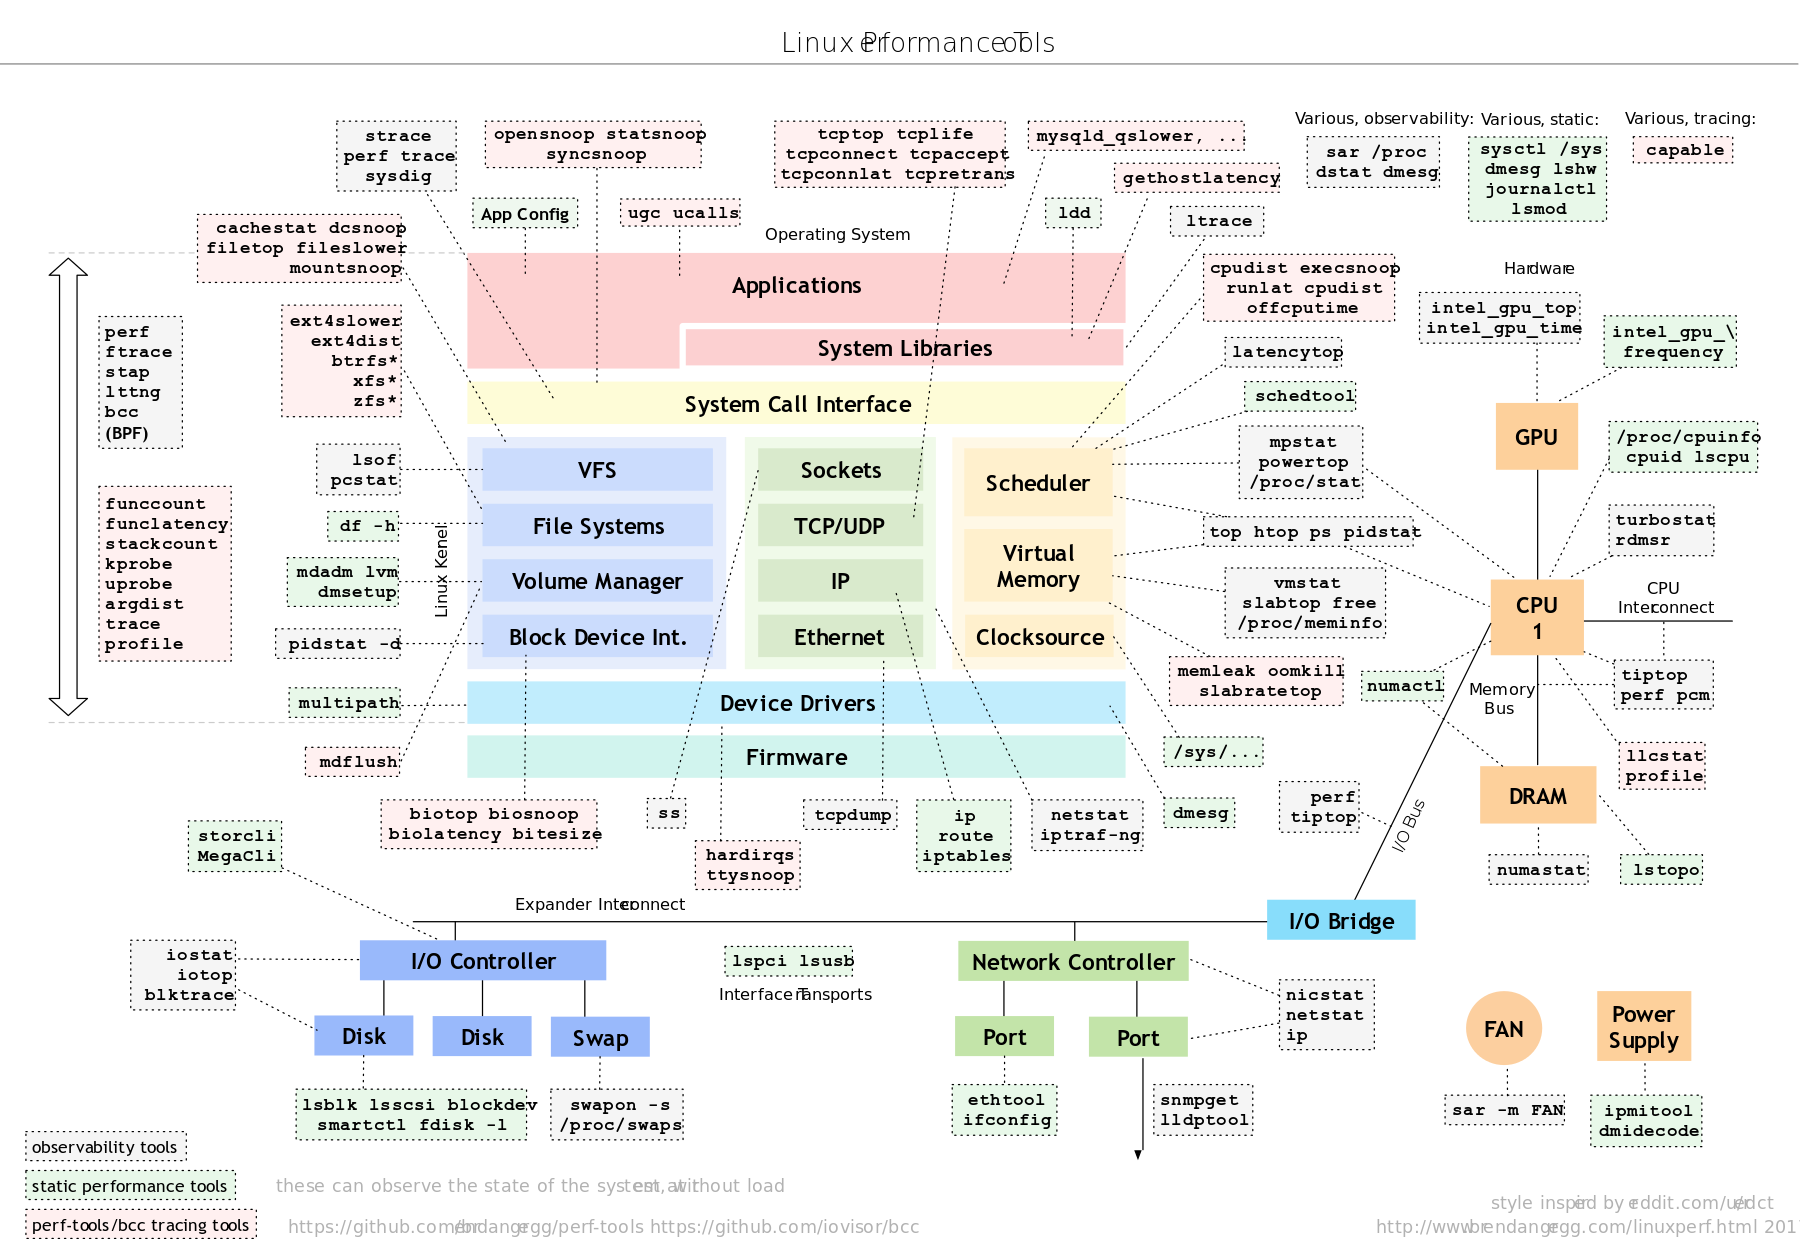 Linux Performance Tools
Various, observability:
sar /proc
dstat dmesg
Various, static:
sysctl /sys
dmesg lshw
journalctl
lsmod
Various, tracing:
capable
strace
perf trace
sysdig
opensnoop statsnoop
syncsnoop
tcptop tcplife
tcpconnect tcpaccept
tcpconnlat tcpretrans
mysqld_qslower, ...
gethostlatency
App Config
ugc ucalls
ldd
ltrace
cachestat dcsnoop
filetop fileslower
mountsnoop
Operating System
Hardware
Applications
System Libraries
System Call Interface
cpudist execsnoop
runlat cpudist
offcputime
intel_gpu_top
intel_gpu_time
intel_gpu_\
frequency
perf
ftrace
stap
lttng
bcc
(BPF)
ext4slower
ext4dist
btrfs*
xfs*
zfs*
latencytop
schedtool
mpstat
powertop
/proc/stat
GPU
/proc/cpuinfo
cpuid lscpu
lsof
pcstat
VFS
Sockets
Scheduler
funccount
funclatency
stackcount
kprobe
uprobe
argdist
trace
profile
df -h
Linux Kenel
File Systems
TCP/UDP
top htop ps pidstat
turbostat
rdmsr
mdadm lvm
dmsetup
Volume Manager
IP
Virtual
Memory
vmstat
slabtop free
/proc/meminfo
CPU
1
CPU
Interconnect
pidstat -d
Block Device Int.
Ethernet
Clocksource
memleak oomkill
slabratetop
numactl
Memory
Bus
tiptop
perf pcm
multipath
Device Drivers
mdflush
Firmware
/sys/...
llcstat
profile
DRAM
biotop biosnoop
biolatency bitesize
ss
hardirqs
ttysnoop
tcpdump
ip
route
iptables
netstat
iptraf-ng
dmesg
perf
tiptop
I/O Bus
numastat
lstopo
storcli
MegaCli
Expander Interconnect
I/O Bridge
iostat
iotop
blktrace
I/O Controller
lspci lsusb
Interface Transports
Network Controller
nicstat
netstat
ip
Disk
Disk
Swap
Port
Port
FAN
Power
Supply
lsblk lsscsi blockdev
smartctl fdisk -l
swapon -s
/proc/swaps
ethtool
ifconfig
snmpget
lldptool
sar -m FAN
ipmitool
dmidecode
observability tools
static performance tools
these can observe the state of the system, at without load
perf-tools/bcc tracing tools
https://github.com/brendangregg/perf-tools https://github.com/iovisor/bcc
style inspired by reddit.com/u/redct
http://www.brendangregg.com/linuxperf.html 201